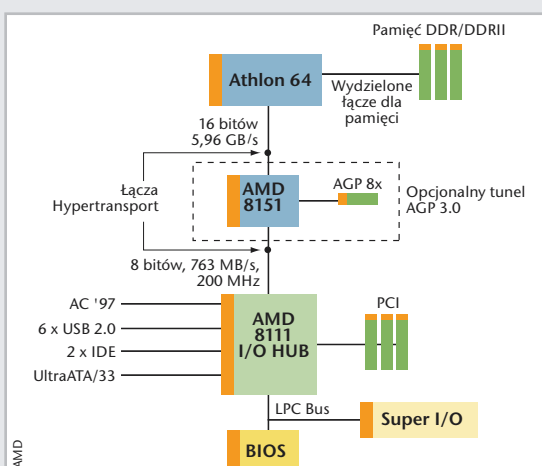 Pamięć DDR/DDRII
Athlon 64
Wydzielone
łącze dla
pamięci
16 bitów
5,96 GB/s
Łącza
Hypertransport
AMD
8151
AGP 8x
Opcjonalny tunel
AGP 3.0
8 bitów, 763 MB/s,
200 MHz
AC '97
6 x USB 2.0
2 x IDE
UltraATA/33
AMD
8111
I/O HUB
PCI
LPC Bus
Super I/O
BIOS
AMD